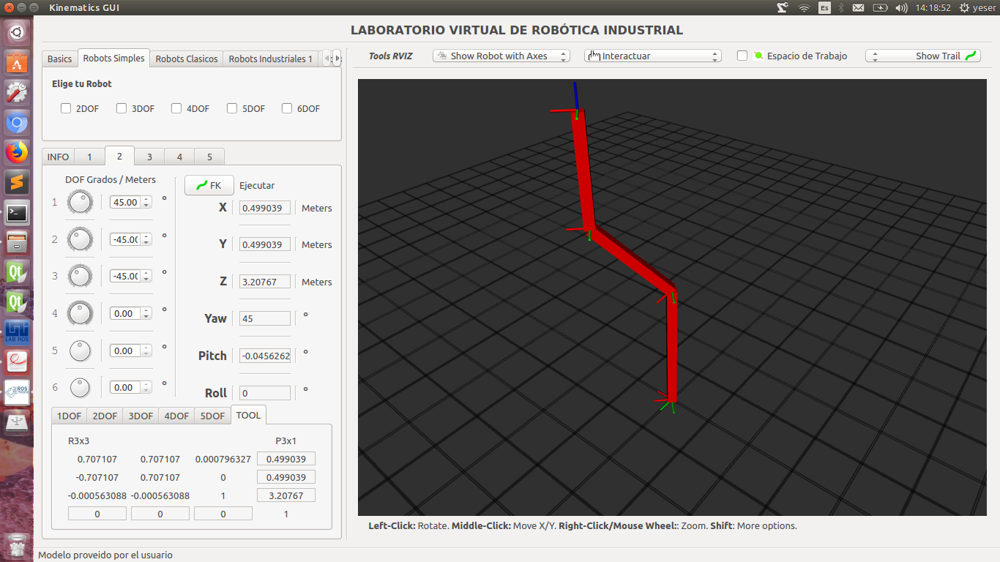 Kinematics GUI
Es
14:18:52
yeser
LABORATORIO VIRTUAL DE ROBÓTICA INDUSTRIAL
Basics
Robots Simples
Robots Clasicos
Robots Industriales 1
Tools RVIZ
Show Robot with Axes
Interactuar
Espacio de Trabajo
Show Trail
Elige tu Robot
2DOF
3DOF
4DOF
5DOF
6DOF
INFO
1
2
3
4
5
DOF Grados / Meters
FK
Ejecutar
1
45.00
°
X
0.499039
Meters
2
-45.00
°
Y
0.499039
Meters
3
-45.00
°
Z
3.20767
Meters
4
0.00
°
Yaw
45
°
5
0.00
°
Pitch
-0.0456262
°
6
0.00
°
Roll
0
°
1DOF
2DOF
3DOF
4DOF
5DOF
TOOL
R3x3
P3x1
0.707107
0.707107
0.000796327
0.499039
-0.707107
0.707107
0
0.499039
-0.000563088
-0.000563088
1
3.20767
0
0
0
1
Left-Click: Rotate. Middle-Click: Move X/Y. Right-Click/Mouse Wheel:: Zoom. Shift: More options.
Modelo proveido por el usuario
LAB ROS
ROS